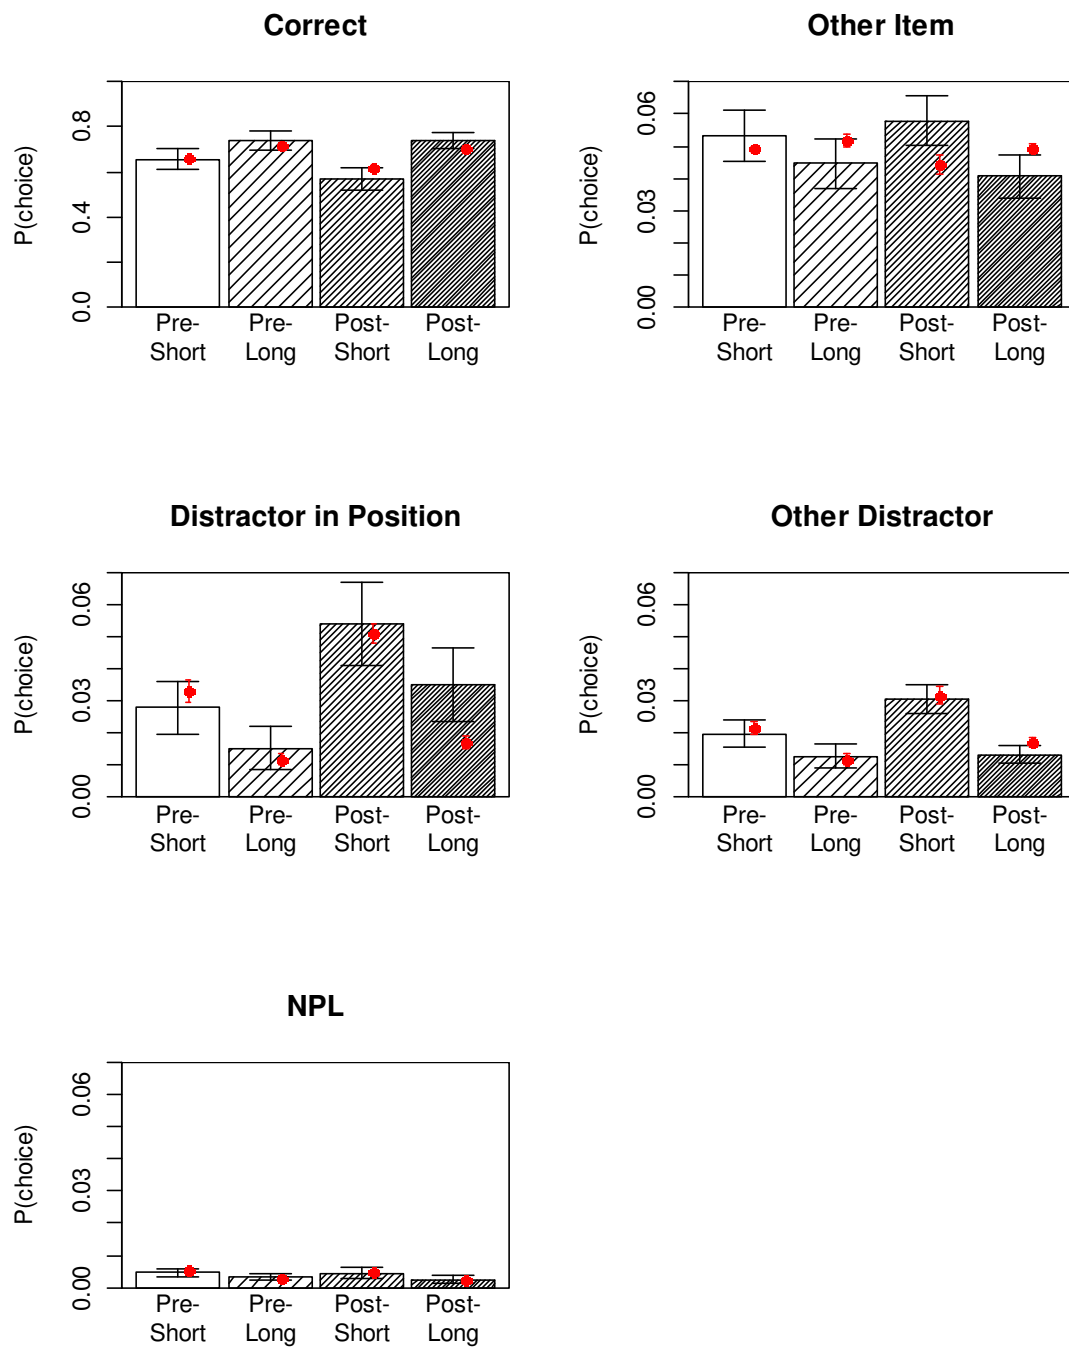 Correct
P(choice)
0.0
0.4
0.8
Pre-
Short
Pre-
Long
Post-
Short
Post-
Long
Other Item
P(choice)
0.00
0.03
0.06
Pre-
Short
Pre-
Long
Post-
Short
Post-
Long
Distractor in Position
P(choice)
0.00
0.03
0.06
Pre-
Short
Pre-
Long
Post-
Short
Post-
Long
Other Distractor
P(choice)
0.00
0.03
0.06
Pre-
Short
Pre-
Long
Post-
Short
Post-
Long
NPL
P(choice)
0.00
0.03
0.06
Pre-
Short
Pre-
Long
Post-
Short
Post-
Long